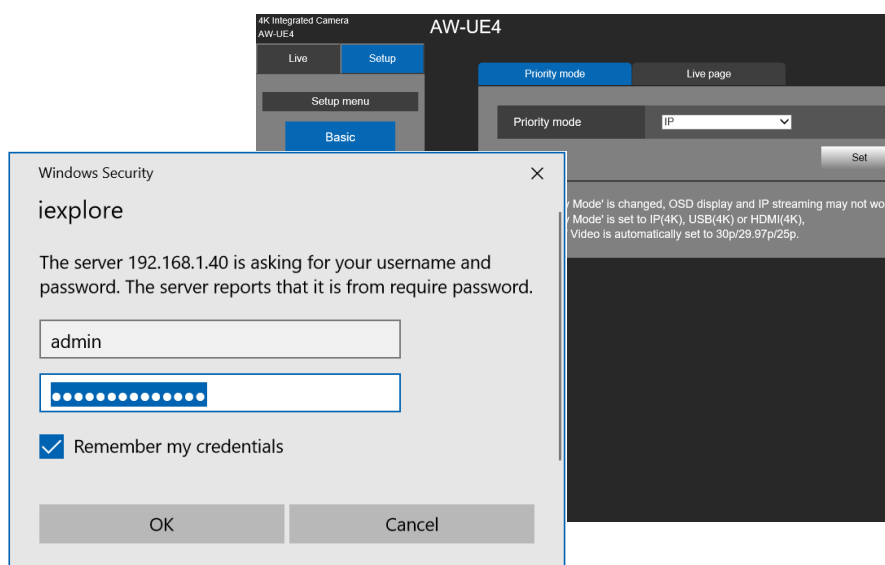 4K Integrated Camera
AW-UE4
AW-UE4
Live
Setup
Priority mode
Live page
Setup menu
Basic
Priority mode
IP
Set
Mode' is changed, OSD display and IP streaming may not wo
Mode' is set to IP(4K), USB(4K) or HDMI(4K),
Video is automatically set to 30p/29.97p/25p.
Windows Security
iexplore
The server 192.168.1.40 is asking for your username and
password. The server reports that it is from require password.
admin
●●●●●●●●●●●●●●
Remember my credentials
OK
Cancel